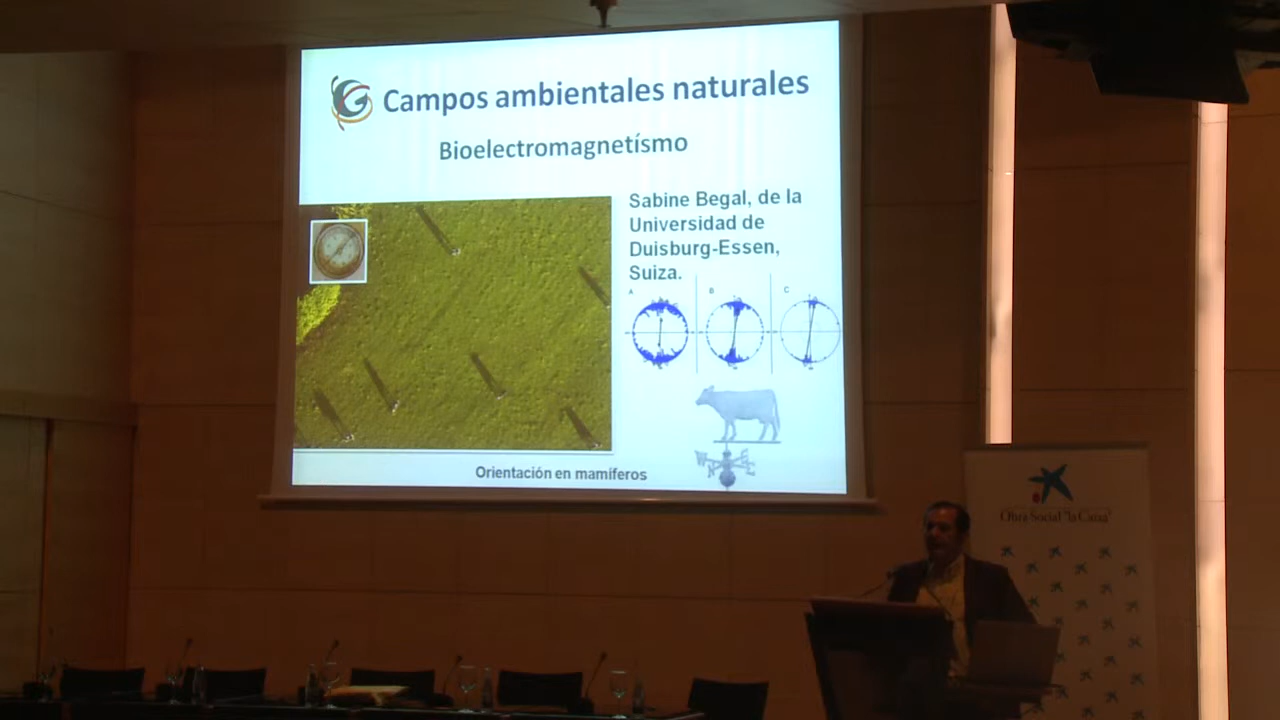 Campos ambientales naturales
Bioelectromagnetísmo
Sabine Begal, de la
Universidad de
Duisburg-Essen,
Suiza.
A B C
W N S E
Orientación en mamíferos
Obra Social "la Caixa"